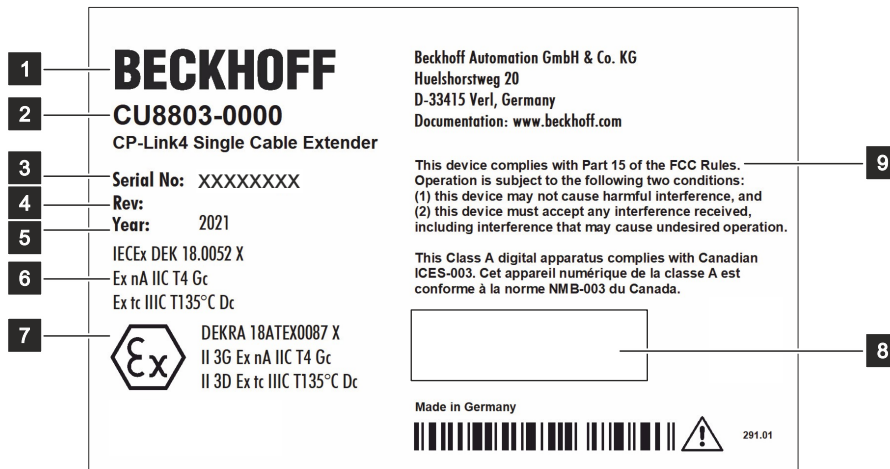 1
BECKHOFF
2
CU8803-0000
CP-Link4 Single Cable Extender
3
Serial No: XXXXXXXX
4
Rev:
5
Year: 2021
IECEx DEK 18.0052 X
6
Ex nA IIC T4 Gc
Ex tc IIIC T135°C Dc
7
Ex
DEKRA 18ATEX0087 X
II 3G Ex nA IIC T4 Gc
II 3D Ex tc IIIC T135°C Dc
Beckhoff Automation GmbH & Co. KG
Huelshorstweg 20
D-33415 Verl, Germany
Documentation: www.beckhoff.com
This device complies with Part 15 of the FCC Rules.
9
Operation is subject to the following two conditions:
(1) this device may not cause harmful interference, and
(2) this device must accept any interference received,
including interference that may cause undesired operation.
This Class A digital apparatus complies with Canadian
ICES-003. Cet appareil numérique de la classe A est
conforme à la norme NMB-003 du Canada.
8
Made in Germany
291.01